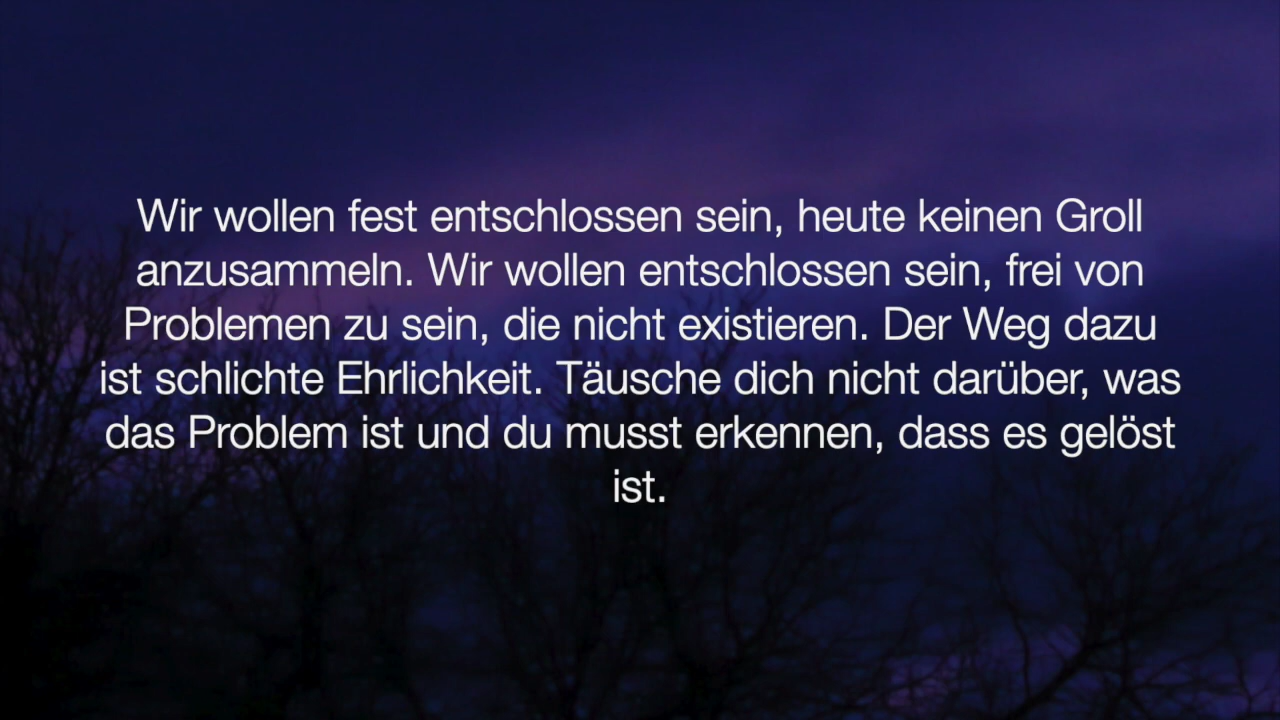 Wir wollen fest entschlossen sein, heute keinen Groll
anzusammeln. Wir wollen entschlossen sein, frei von
Problemen zu sein, die nicht existieren. Der Weg dazu
ist schlichte Ehrlichkeit. Täusche dich nicht darüber, was
das Problem ist und du musst erkennen, dass es gelöst
ist.